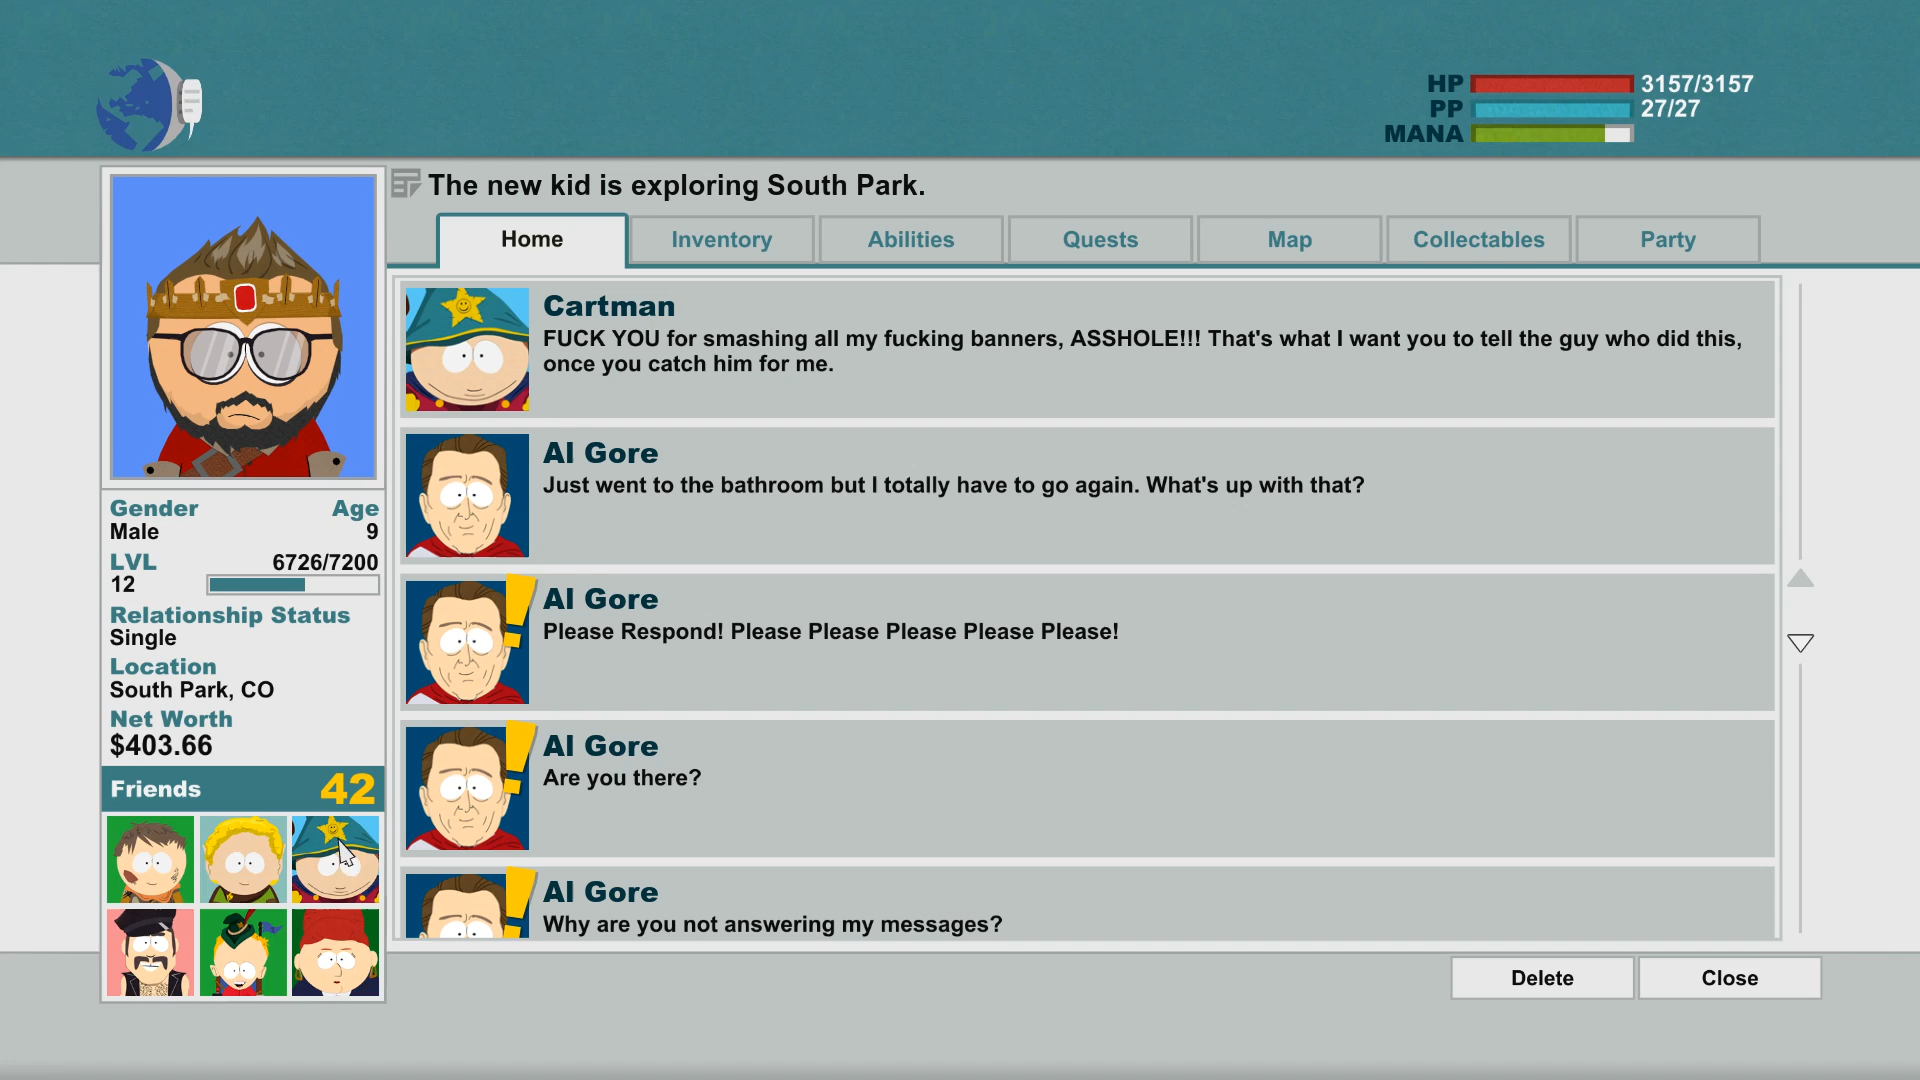 HP 3157/3157
PP 27/27
MANA
The new kid is exploring South Park.
Home Inventory Abilities Quests Map Collectables Party
Cartman
FUCK YOU for smashing all my fucking banners, ASSHOLE!!! That's what I want you to tell the guy who did this,
once you catch him for me.
Al Gore
Just went to the bathroom but I totally have to go again. What's up with that?
Al Gore
Please Respond! Please Please Please Please Please!
Al Gore
Are you there?
Al Gore
Why are you not answering my messages?
Gender Age
Male 9
LVL 6726/7200
12
Relationship Status
Single
Location
South Park, CO
Net Worth
$403.66
Friends 42
Delete Close